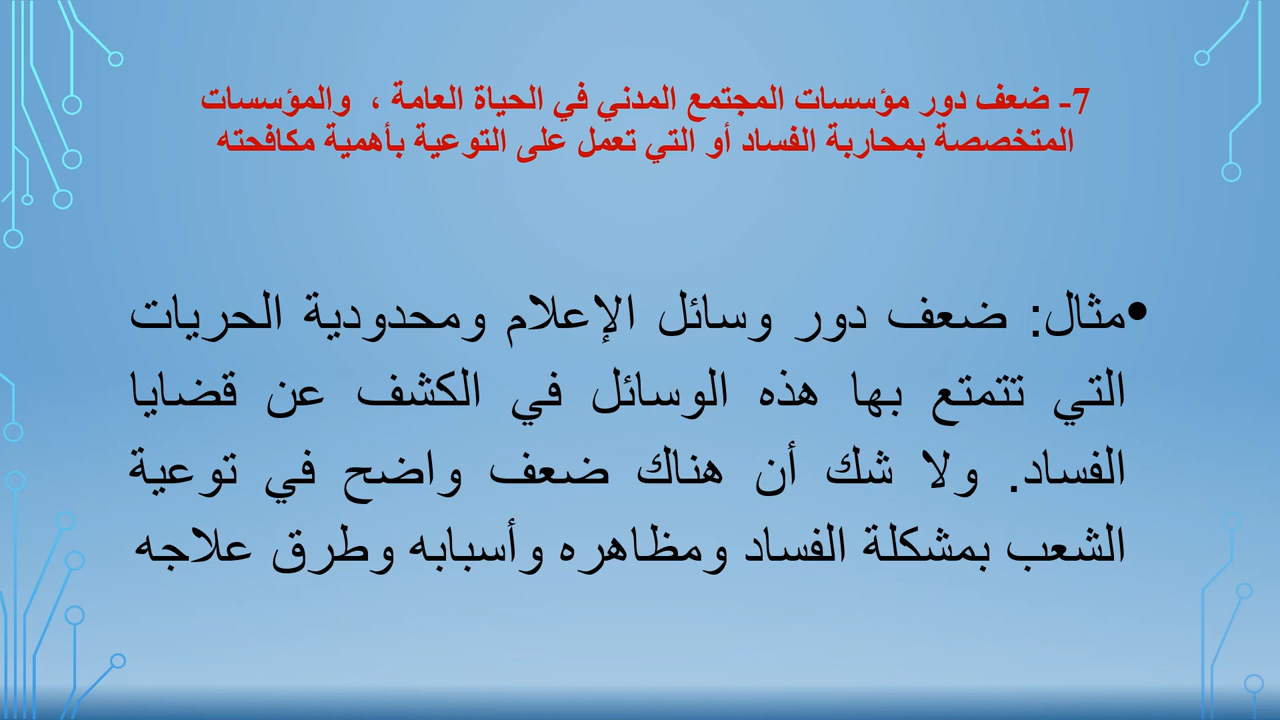 7- ضعف دور مؤسسات المجتمع المدني في الحياة العامة ، والمؤسسات
المتخصصة بمحاربة الفساد أو التي تعمل على التوعية بأهمية مكافحته
•مثال: ضعف دور وسائل الإعلام ومحدودية الحريات
التي تتمتع بها هذه الوسائل في الكشف عن قضايا
الفساد. ولا شك أن هناك ضعف واضح في توعية
الشعب بمشكلة الفساد ومظاهره وأسبابه وطرق علاجه